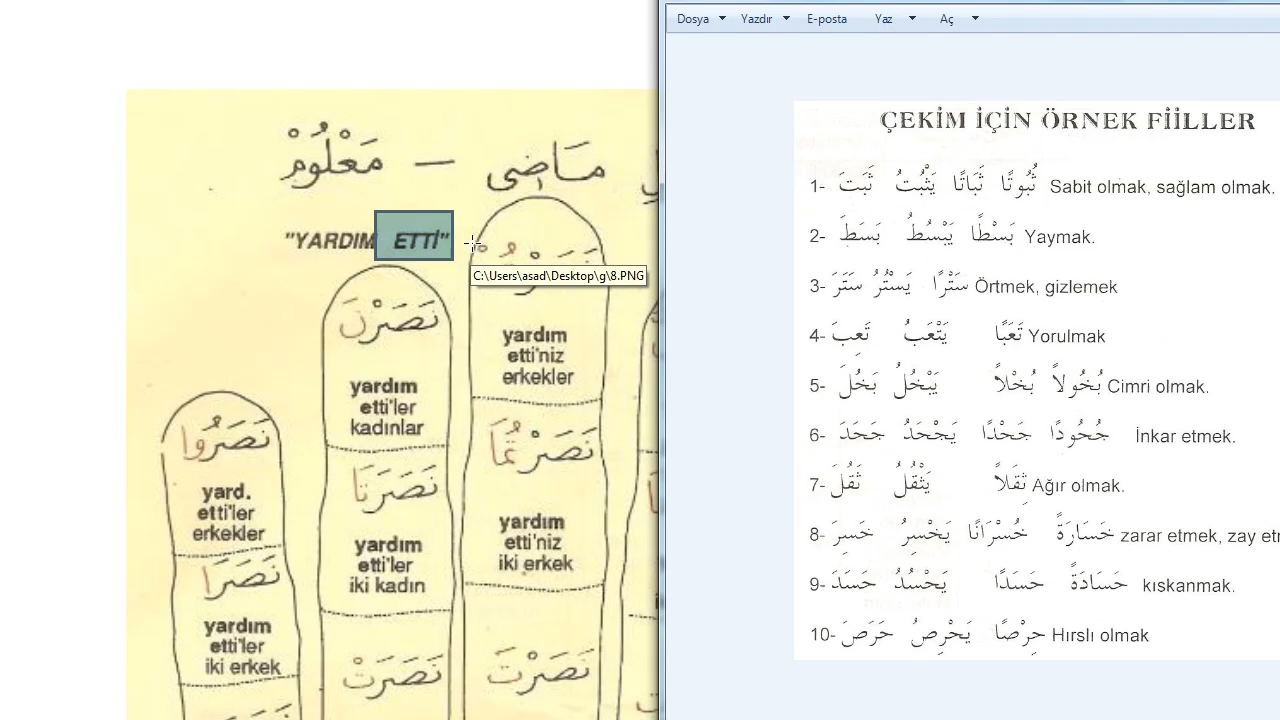 Dosya Yazdır E-posta Yaz Aç
مَاضِى — مَعْلُومْ
"YARDIM ETTİ"
C:\Users\asad\Desktop\g\8.PNG
yardım
etti'niz
erkekler
نَصَرْتُمَا
yardım
etti'niz
iki erkek
نَصَرْتَ
نَصَرْنَ
yardım
etti'ler
kadınlar
نَصَرَتَا
yardım
etti'ler
iki kadın
نَصَرَتْ
نَصَرُوا
yard.
etti'ler
erkekler
نَصَرَا
yardım
etti'ler
iki erkek
ÇEKİM İÇİN ÖRNEK FİİLLER
1- ثَبَتَ يَثْبُتُ ثَبَاتًا ثُبُوتًا Sabit olmak, sağlam olmak.
2- بَسَطَ يَبْسُطُ بَسْطًا Yaymak.
3- سَتَرَ يَسْتُرُ سَتْرًا Örtmek, gizlemek
4- تَعِبَ يَتْعَبُ تَعَبًا Yorulmak
5- بَخُلَ يَبْخُلُ بُخْلاً بُخُولاً Cimri olmak.
6- جَحَدَ يَجْحَدُ جَحْدًا جُحُودًا İnkar etmek.
7- ثَقُلَ يَثْقُلُ ثِقَلاً Ağır olmak.
8- خَسِرَ يَخْسِرُ خُسْرَانًا خَسَارَةً zarar etmek, zay
9- حَسَدَ يَحْسُدُ حَسَدًا حَسَادَةً kıskanmak.
10- حَرَصَ يَحْرِصُ حِرْصًا Hırslı olmak